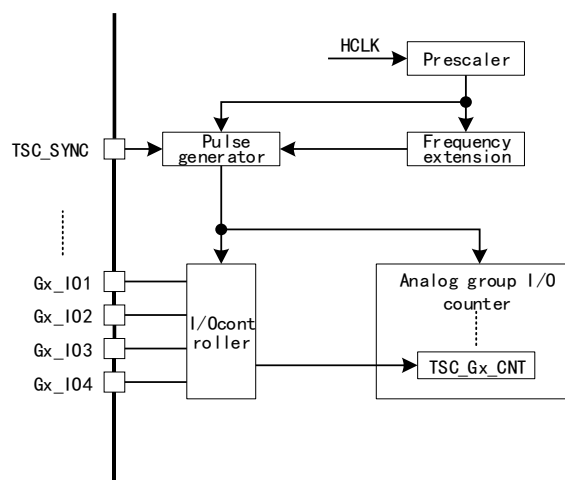 HCLK
Prescaler
TSC_SYNC
Pulse
generator
Frequency
extension
Gx_IO1
Gx_IO2
Gx_IO3
Gx_IO4
I/Ocont
roller
Analog group I/O
counter
TSC_Gx_CNT